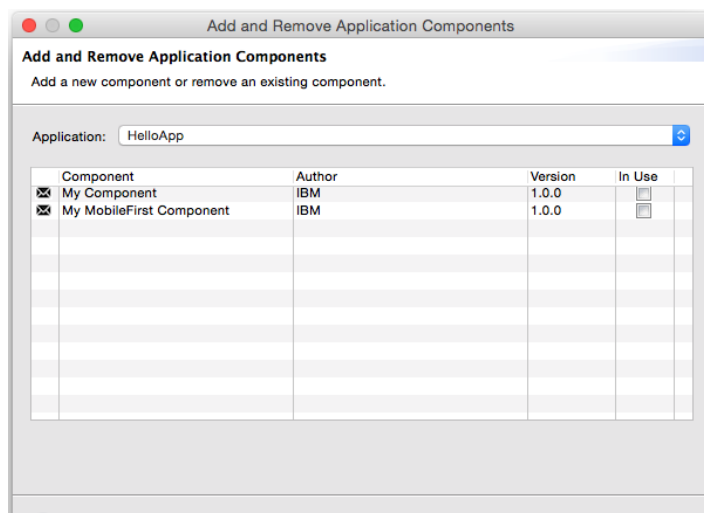 Add and Remove Application Components
Add and Remove Application Components
Add a new component or remove an existing component.
Application: HelloApp
Component Author Version In Use
My Component IBM 1.0.0
My MobileFirst Component IBM 1.0.0